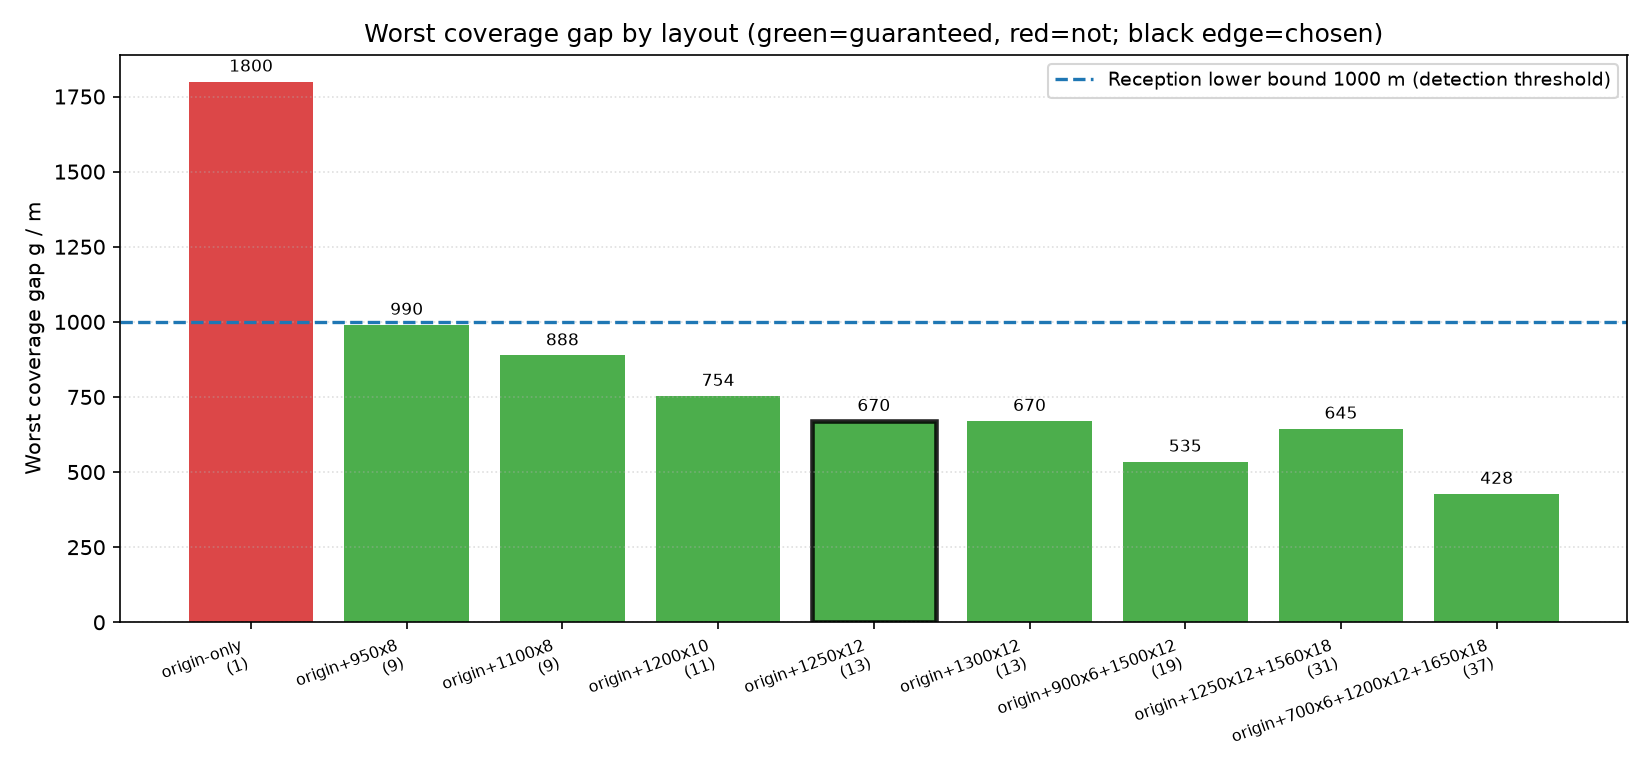 Worst coverage gap by layout (green=guaranteed, red=not; black edge=chosen)
Reception lower bound 1000 m (detection threshold)
Worst coverage gap g / m
1750
1500
1250
1000
750
500
250
0
1800
990
888
754
670
670
535
645
428
origin-only
(1)
origin+950x8
(9)
origin+1100x8
(9)
origin+1200x10
(11)
origin+1250x12
(13)
origin+1300x12
(13)
origin+900x6+1500x12
(19)
origin+1250x12+1560x18
(31)
origin+700x6+1200x12+1650x18
(37)